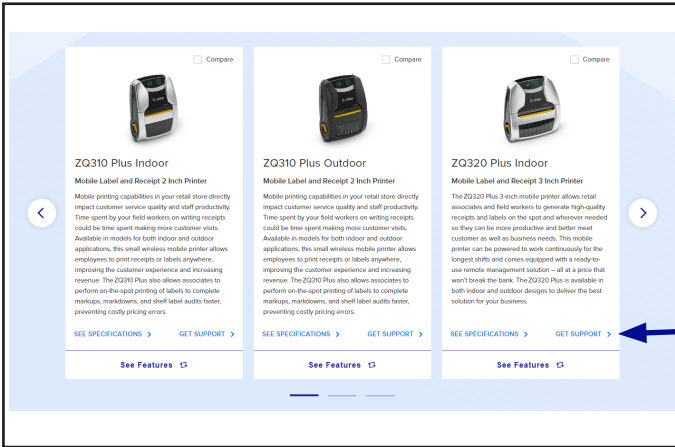 Compare
ZQ310 Plus Indoor
Mobile Label and Receipt 2 Inch Printer
Mobile printing capabilities in your retail store directly
impact customer service quality and staff productivity.
Time spent by your field workers on writing receipts
could be time spent making more customer visits.
Available in models for both indoor and outdoor
applications, this small wireless mobile printer allows
employees to print receipts or labels anywhere,
improving the customer experience and increasing
revenue. The ZQ310 Plus also allows associates to
perform on-the-spot printing of labels to complete
markups, markdowns, and shelf label audits faster,
preventing costly pricing errors.
SEE SPECIFICATIONS >
GET SUPPORT >
See Features
Compare
ZQ310 Plus Outdoor
Mobile Label and Receipt 2 Inch Printer
Mobile printing capabilities in your retail store directly
impact customer service quality and staff productivity.
Time spent by your field workers on writing receipts
could be time spent making more customer visits.
Available in models for both indoor and outdoor
applications, this small wireless mobile printer allows
employees to print receipts or labels anywhere,
improving the customer experience and increasing
revenue. The ZQ310 Plus also allows associates to
perform on-the-spot printing of labels to complete
markups, markdowns, and shelf label audits faster,
preventing costly pricing errors.
SEE SPECIFICATIONS >
GET SUPPORT >
See Features
Compare
ZQ320 Plus Indoor
Mobile Label and Receipt 3 Inch Printer
The ZQ320 Plus 3-inch mobile printer allows retail
associates and field workers to generate high-quality
receipts and labels on the spot and wherever needed
so they can be more productive and better meet
customer as well as business needs. This mobile
printer can be powered to work continuously for the
longest shifts and comes equipped with a ready-to-
use remote management solution – all at a price that
won't break the bank. The ZQ320 Plus is available in
both indoor and outdoor designs to deliver the best
solution for your business.
SEE SPECIFICATIONS >
GET SUPPORT >
See Features